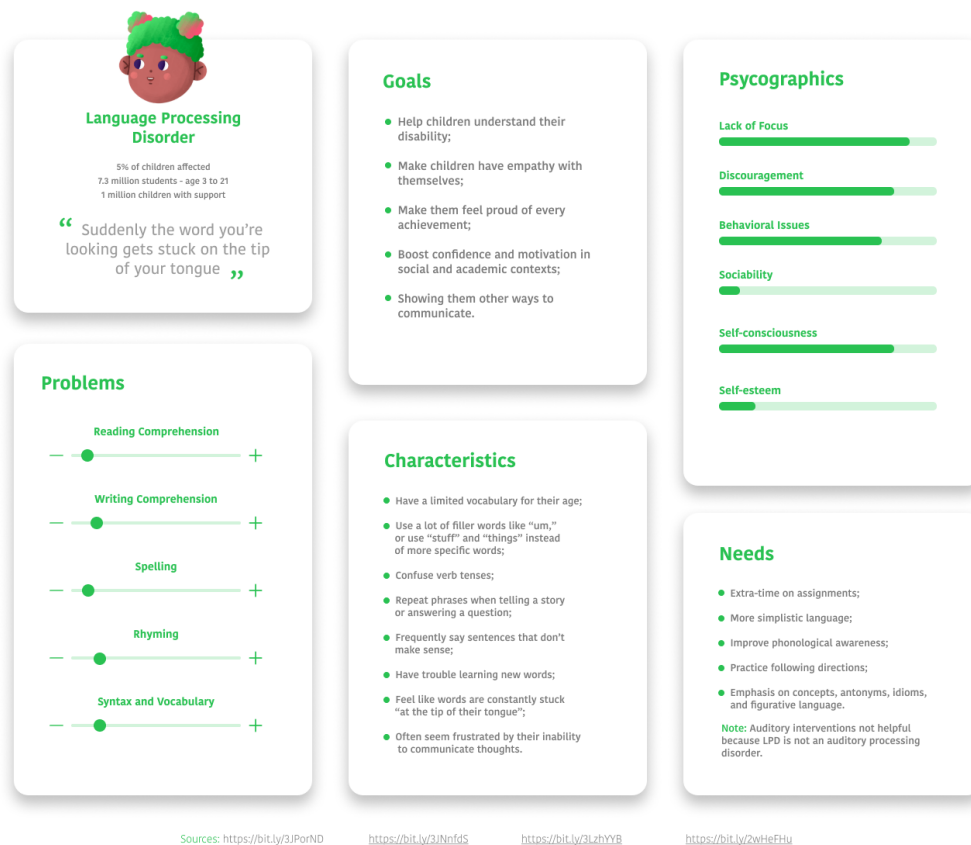 Language Processing
Disorder
5% of children affected
7.3 million students - age 3 to 21
1 million children with support
“ Suddenly the word you’re
looking gets stuck on the tip
of your tongue ”
Problems
Reading Comprehension
Writing Comprehension
Spelling
Rhyming
Syntax and Vocabulary
Goals
Help children understand their
disability;
Make children have empathy with
themselves;
Make them feel proud of every
achievement;
Boost confidence and motivation in
social and academic contexts;
Showing them other ways to
communicate.
Characteristics
Have a limited vocabulary for their age;
Use a lot of filler words like “um,”
or use “stuff” and “things” instead
of more specific words;
Confuse verb tenses;
Repeat phrases when telling a story
or answering a question;
Frequently say sentences that don’t
make sense;
Have trouble learning new words;
Feel like words are constantly stuck
“at the tip of their tongue”;
Often seem frustrated by their inability
to communicate thoughts.
Psycographics
Lack of Focus
Discouragement
Behavioral Issues
Sociability
Self-consciousness
Self-esteem
Needs
Extra-time on assignments;
More simplistic language;
Improve phonological awareness;
Practice following directions;
Emphasis on concepts, antonyms, idioms,
and figurative language.
Note: Auditory interventions not helpful
because LPD is not an auditory processing
disorder.
Sources: https://bit.ly/3JPorND https://bit.ly/3JNnfdS https://bit.ly/3LzhYYB https://bit.ly/2wHeFHu